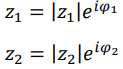 z₁ = |z₁|e^{iφ₁}
z₂ = |z₂|e^{iφ₂}